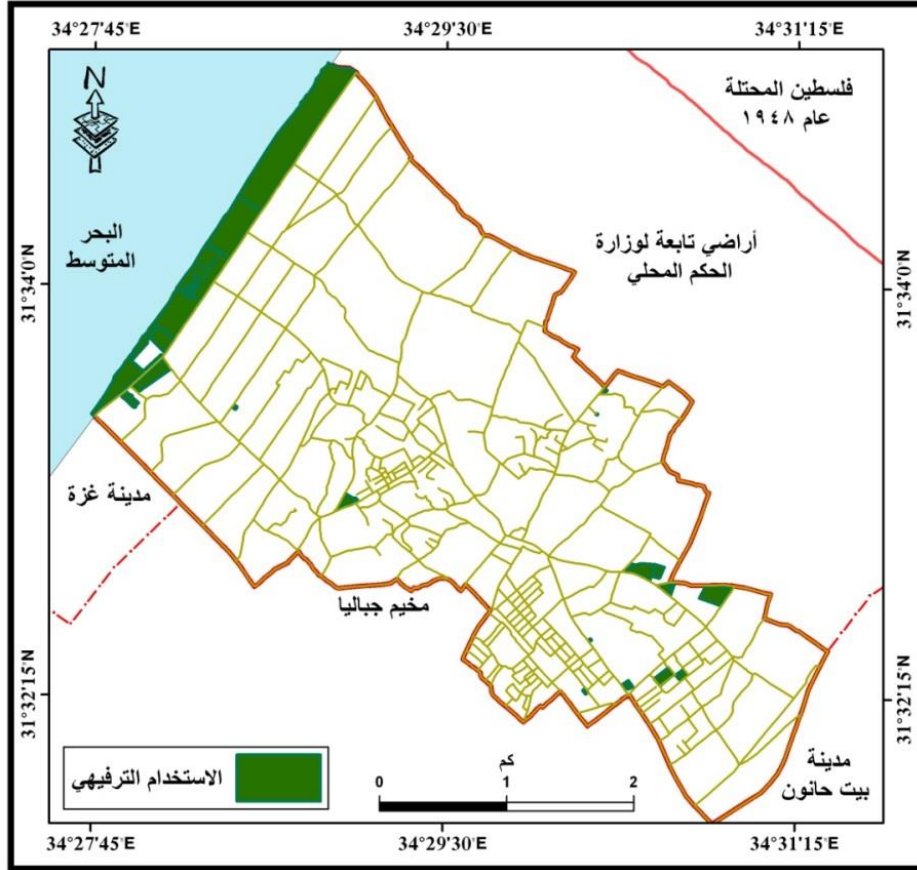 34°27'45"E
34°29'30"E
34°31'15"E
فلسطين المحتلة
عام ١٩٤٨
N
البحر
المتوسط
أراضي تابعة لوزارة
الحكم المحلي
31°34'0"N
31°34'0"N
مدينة غزة
مخيم جباليا
31°32'15"N
31°32'15"N
مدينة
بيت حانون
الاستخدام الترفيهي
كم
0
1
2
34°27'45"E
34°29'30"E
34°31'15"E